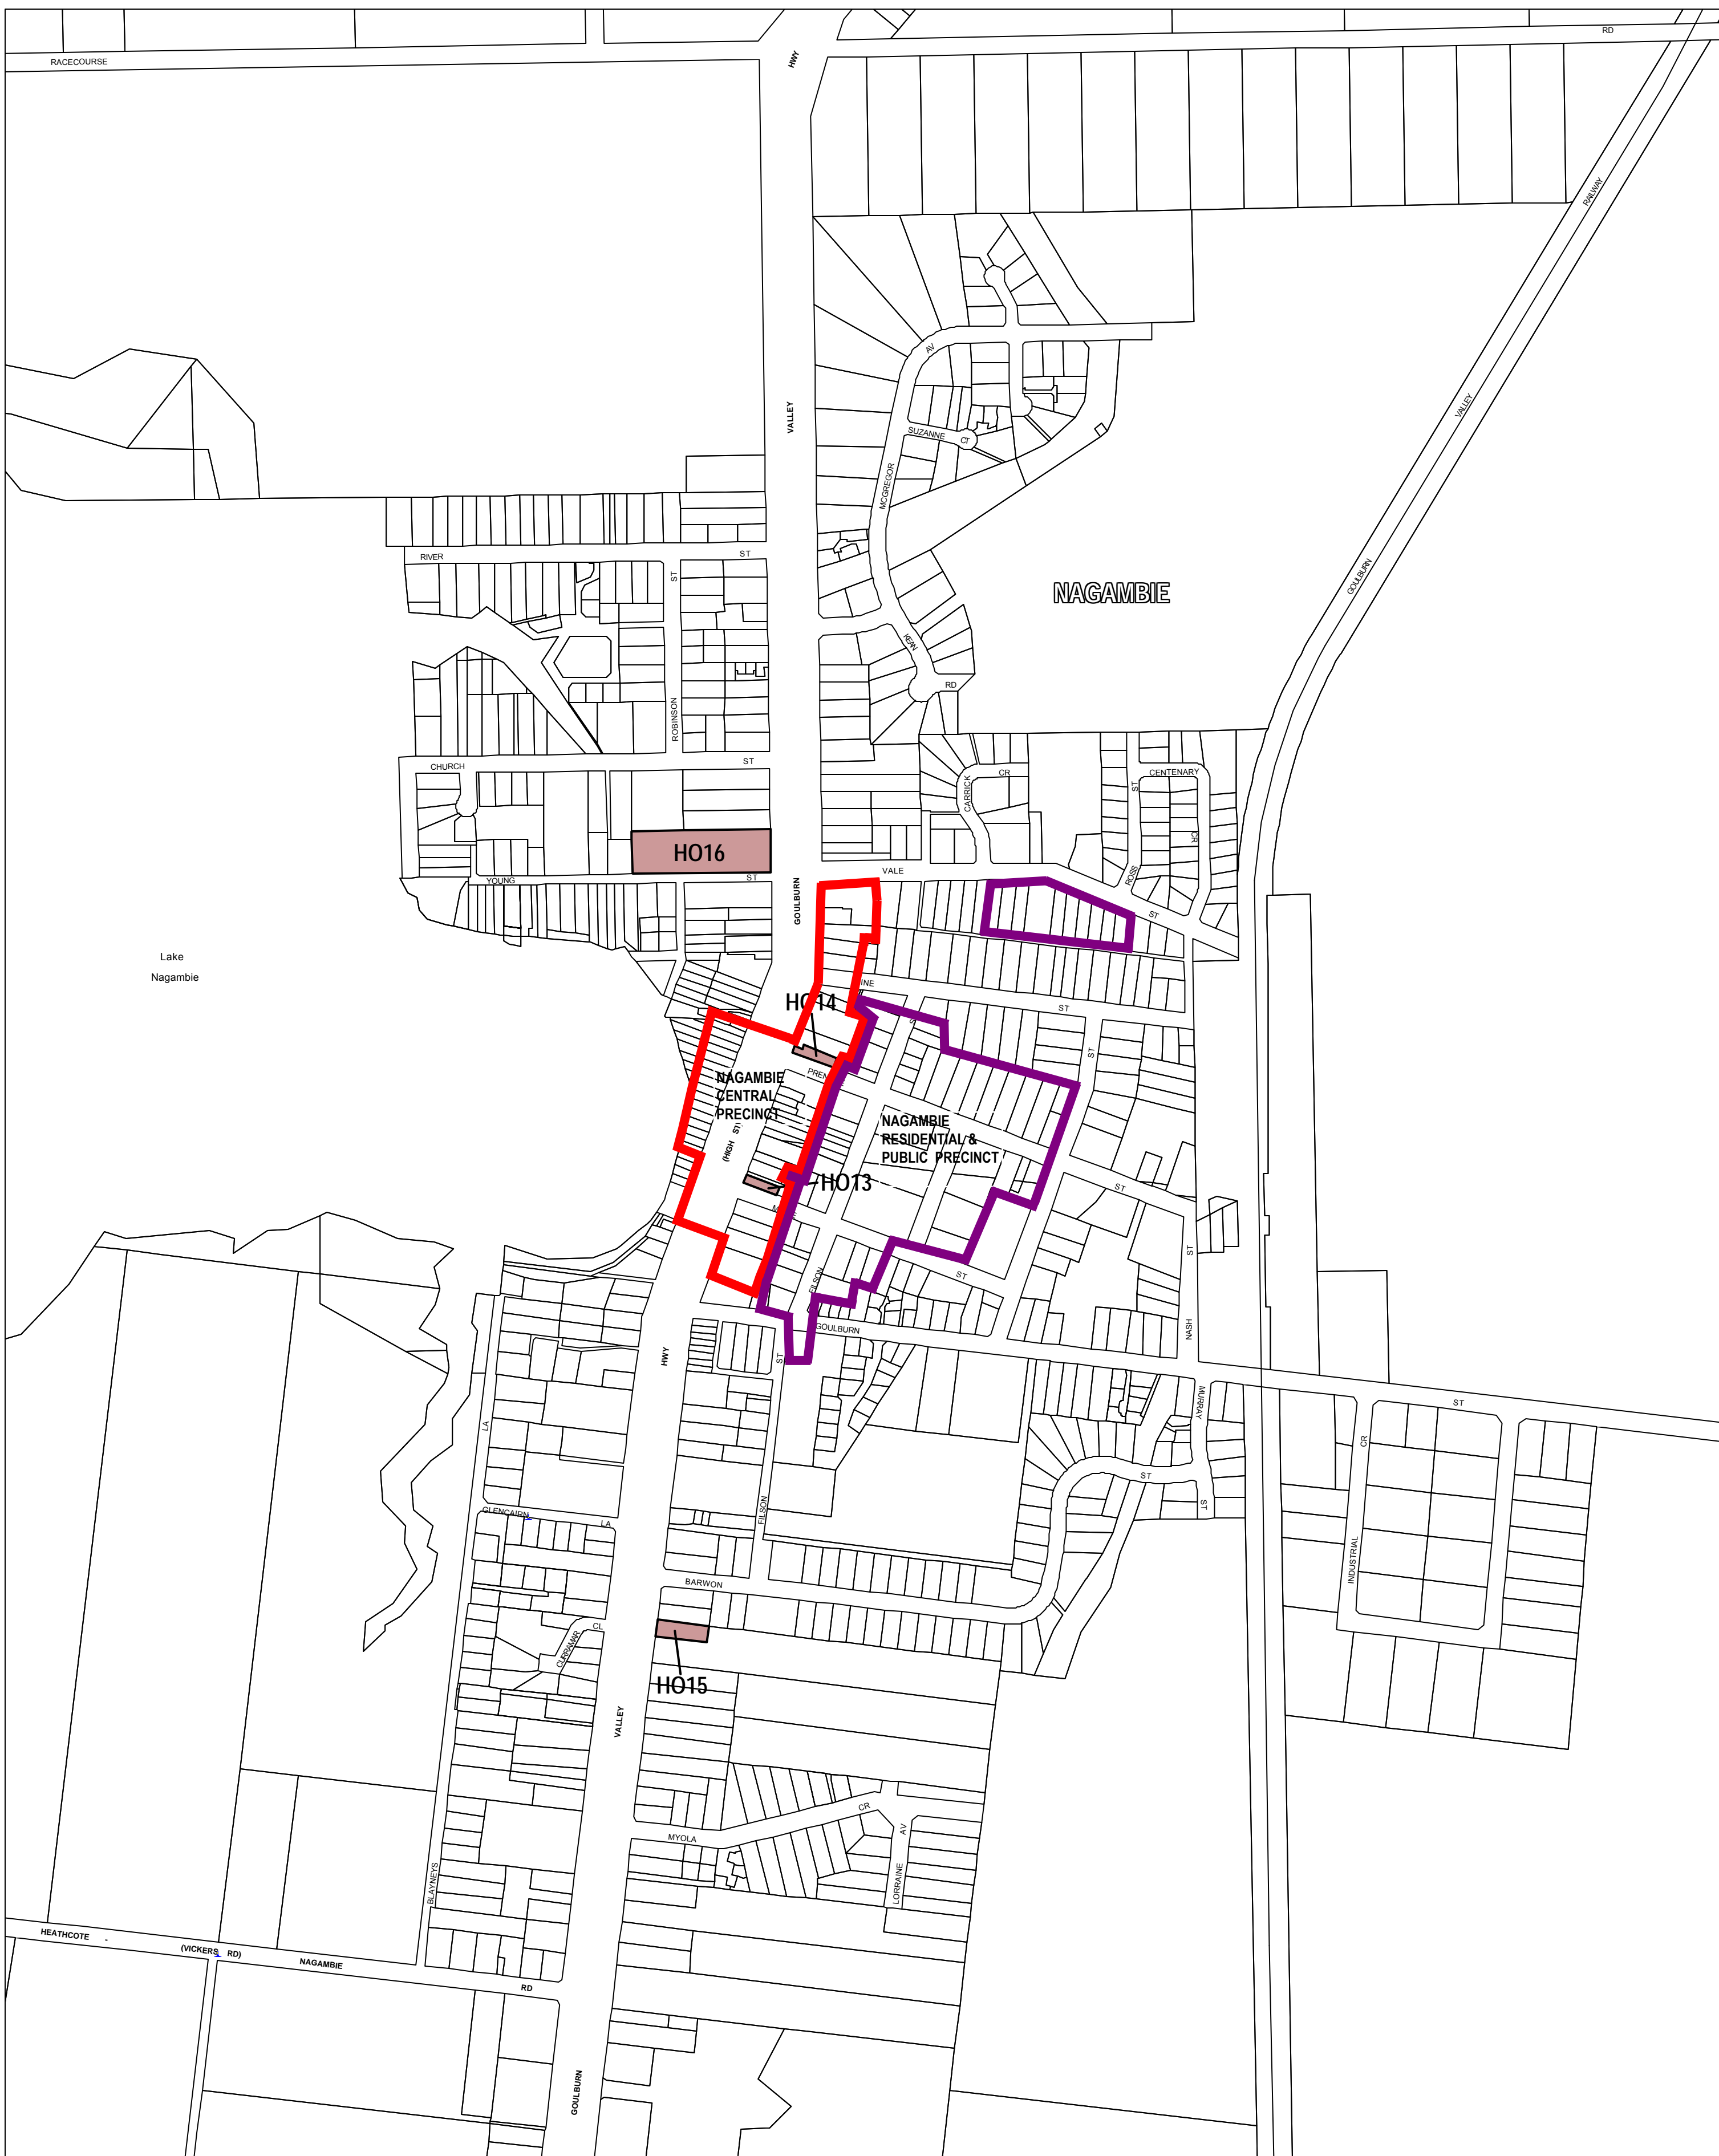 RD
RACECOURSE
HWY
RAILWAY
AV
VALLEY
VALLEY
SUZANNE CT
MCGREGOR
RIVER ST
ST
GOULBURN
NAGAMBIE
KEAN
RD
ROBINSON
CHURCH ST
CR
CARRICK
CENTENARY
ST
CR
HO16
VALE
ROSS
YOUNG ST
GOULBURN
ST
Lake
Nagambie
HO14
INE
ST
ST
NAGAMBIE
CENTRAL
PRECINCT
(HIGH ST)
NAGAMBIE
RESIDENTIAL &
PUBLIC PRECINCT
HO13
ST
ST
FILSON
ST
GOULBURN
NASH
HWY
ST
MURRAY
ST
LA
CR
ST
ST
GLENCAIRN
LA
FILSON
INDUSTRIAL
BARWON
CL
CURRAMAR
HO15
VALLEY
CR
MYOLA
AV
LORRAINE
BLAYNEYS
HEATHCOTE -
(VICKERS RD)
NAGAMBIE
RD
GOULBURN